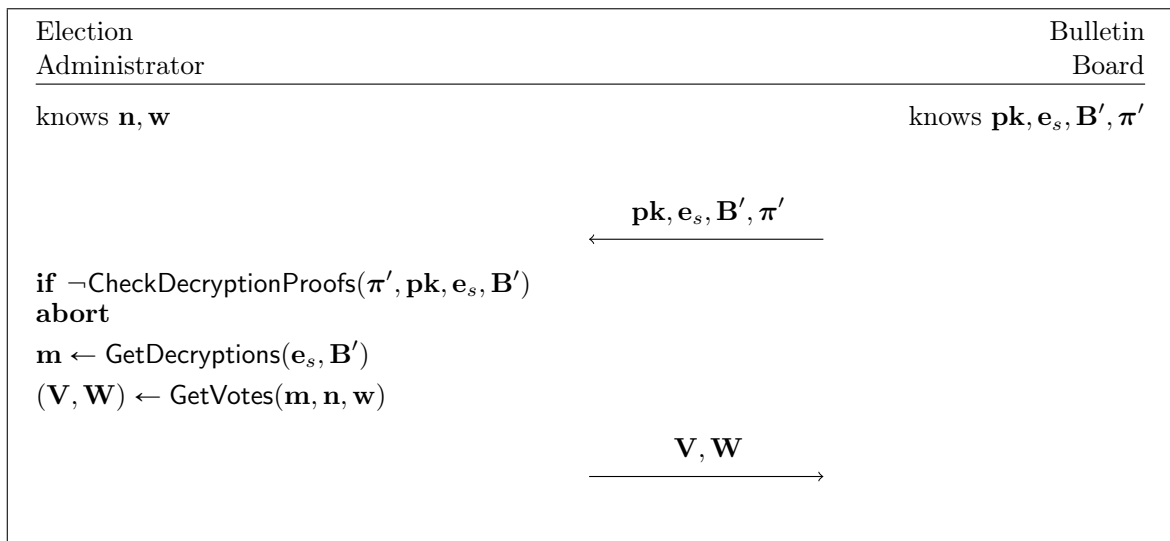 Election Bulletin
Administrator Board
knows n, w knows pk, e_s, B′, π′
pk, e_s, B′, π′
if ¬CheckDecryptionProofs(π′, pk, e_s, B′)
abort
m ← GetDecryptions(e_s, B′)
(V, W) ← GetVotes(m, n, w)
V, W